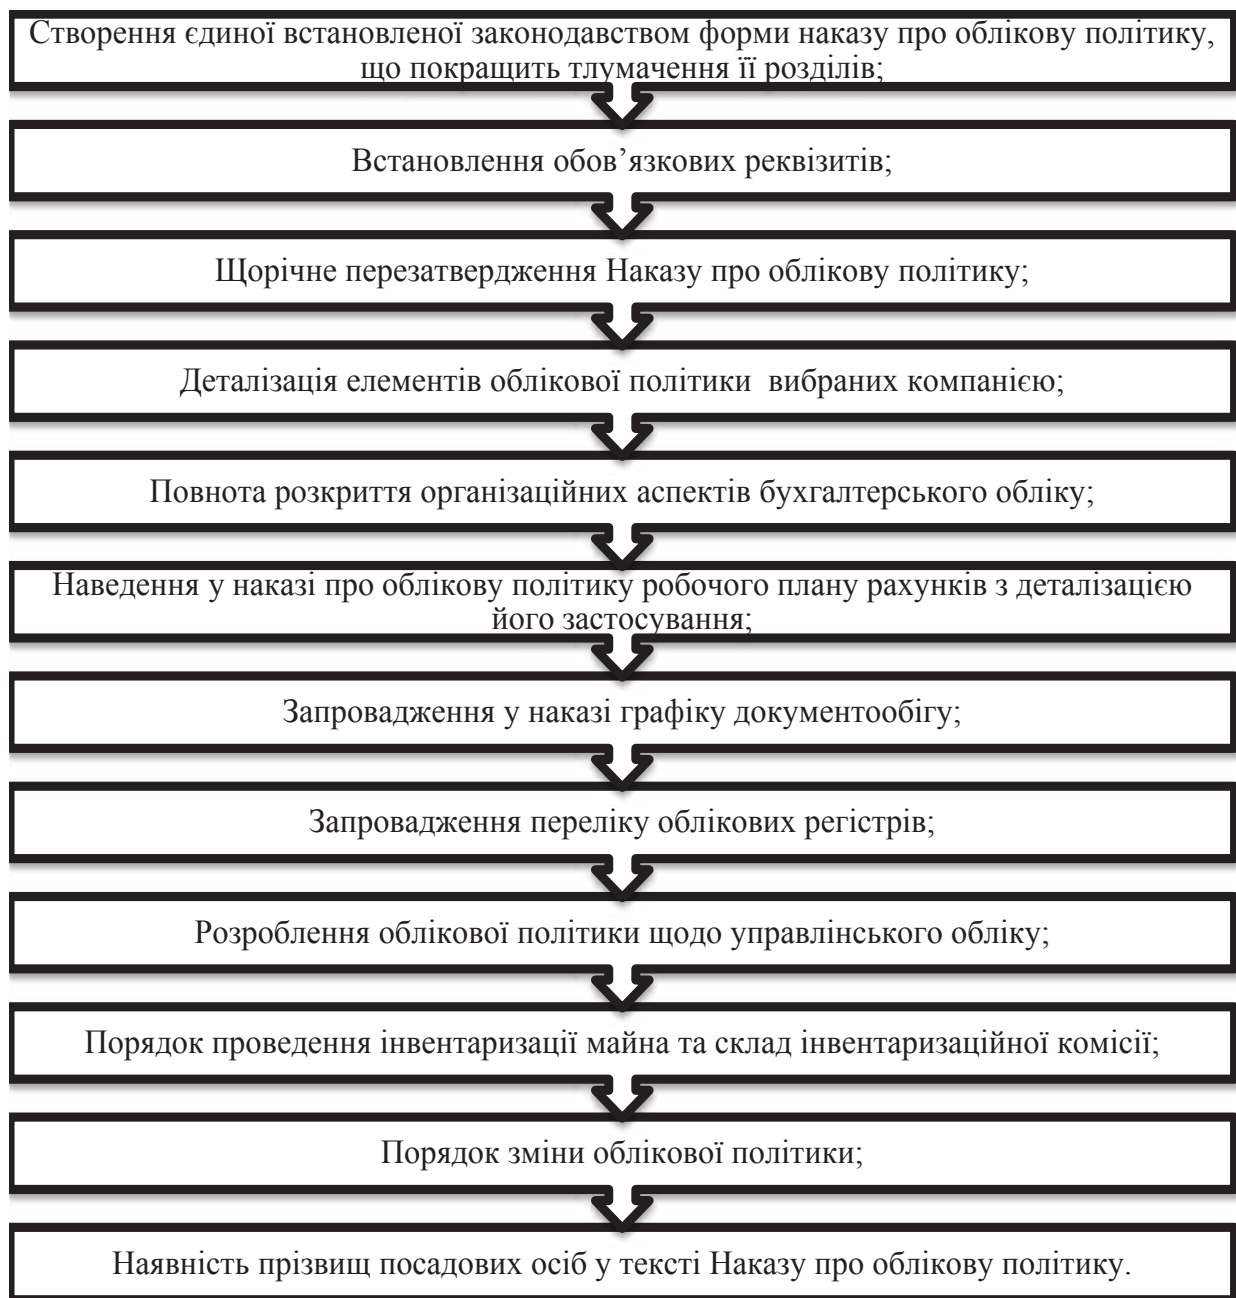 Створення єдиної встановленої законодавством форми наказу про облікову політику,
що покращить тлумачення її розділів;
Встановлення обов’язкових реквізитів;
Щорічне перезатвердження Наказу про облікову політику;
Деталізація елементів облікової політики  вибраних компанією;
Повнота розкриття організаційних аспектів бухгалтерського обліку;
Наведення у наказі про облікову політику робочого плану рахунків з деталізацією
його застосування;
Запровадження у наказі графіку документообігу;
Запровадження переліку облікових регістрів;
Розроблення облікової політики щодо управлінського обліку;
Порядок проведення інвентаризації майна та склад інвентаризаційної комісії;
Порядок зміни облікової політики;
Наявність прізвищ посадових осіб у тексті Наказу про облікову політику.